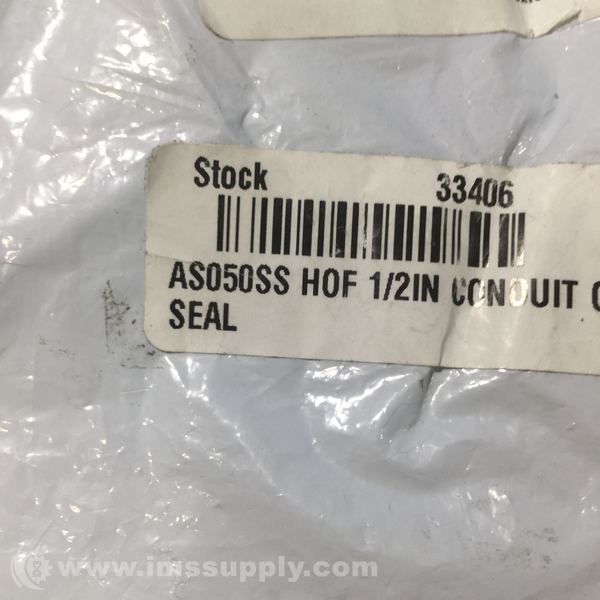 Stock 33406
AS050SS HOF 1/2IN CONDUIT
SEAL
www.imssupply.com